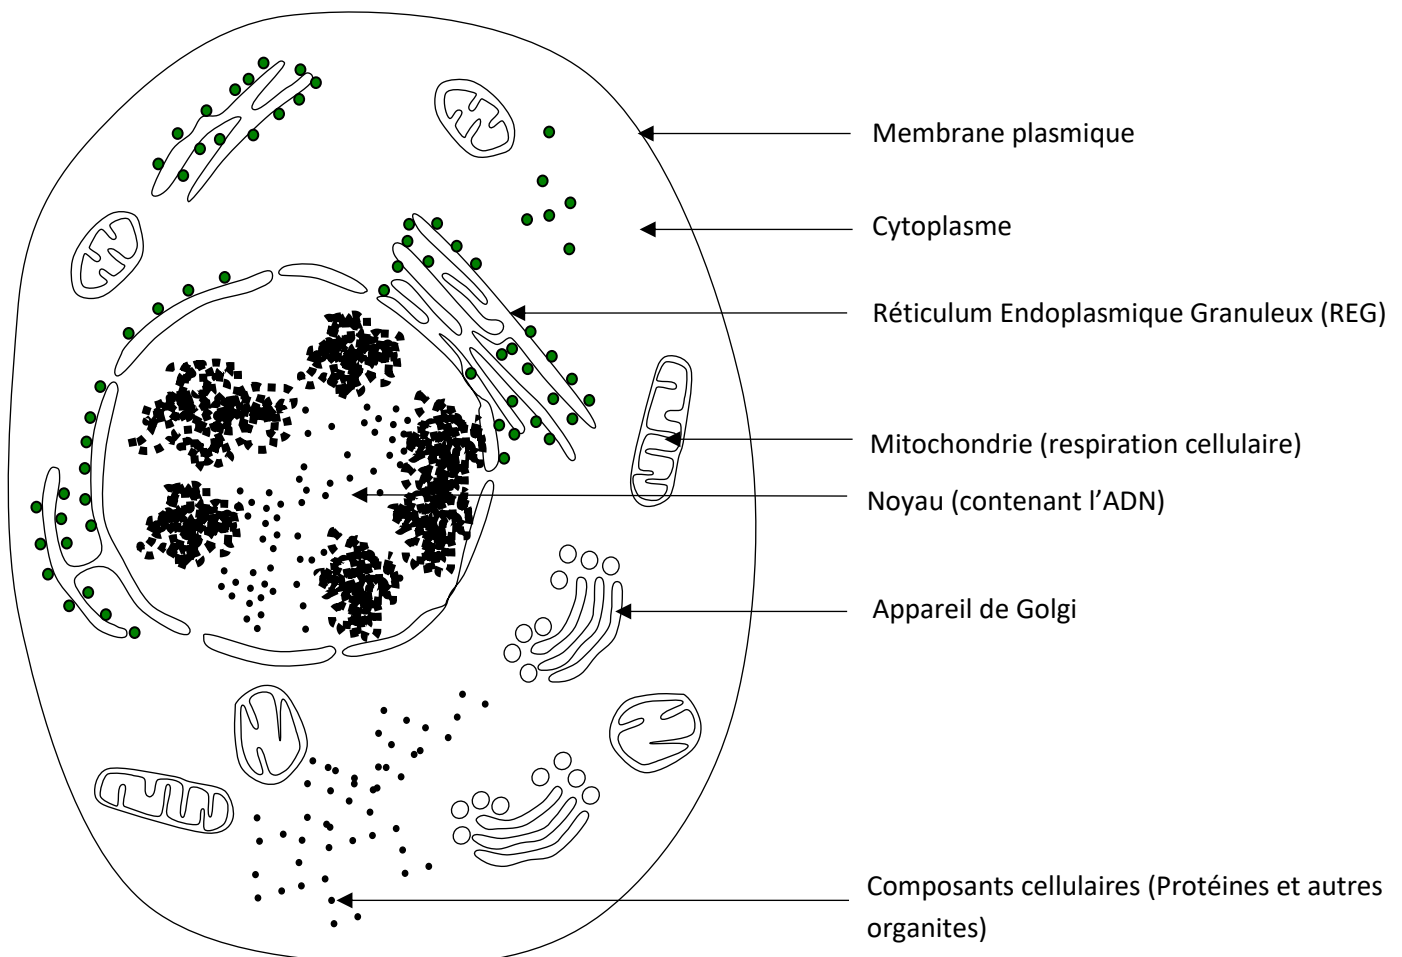 Membrane plasmique
Cytoplasme
Réticulum Endoplasmique Granuleux (REG)
Mitochondrie (respiration cellulaire)
Noyau (contenant l’ADN)
Appareil de Golgi
Composants cellulaires (Protéines et autres
organites)